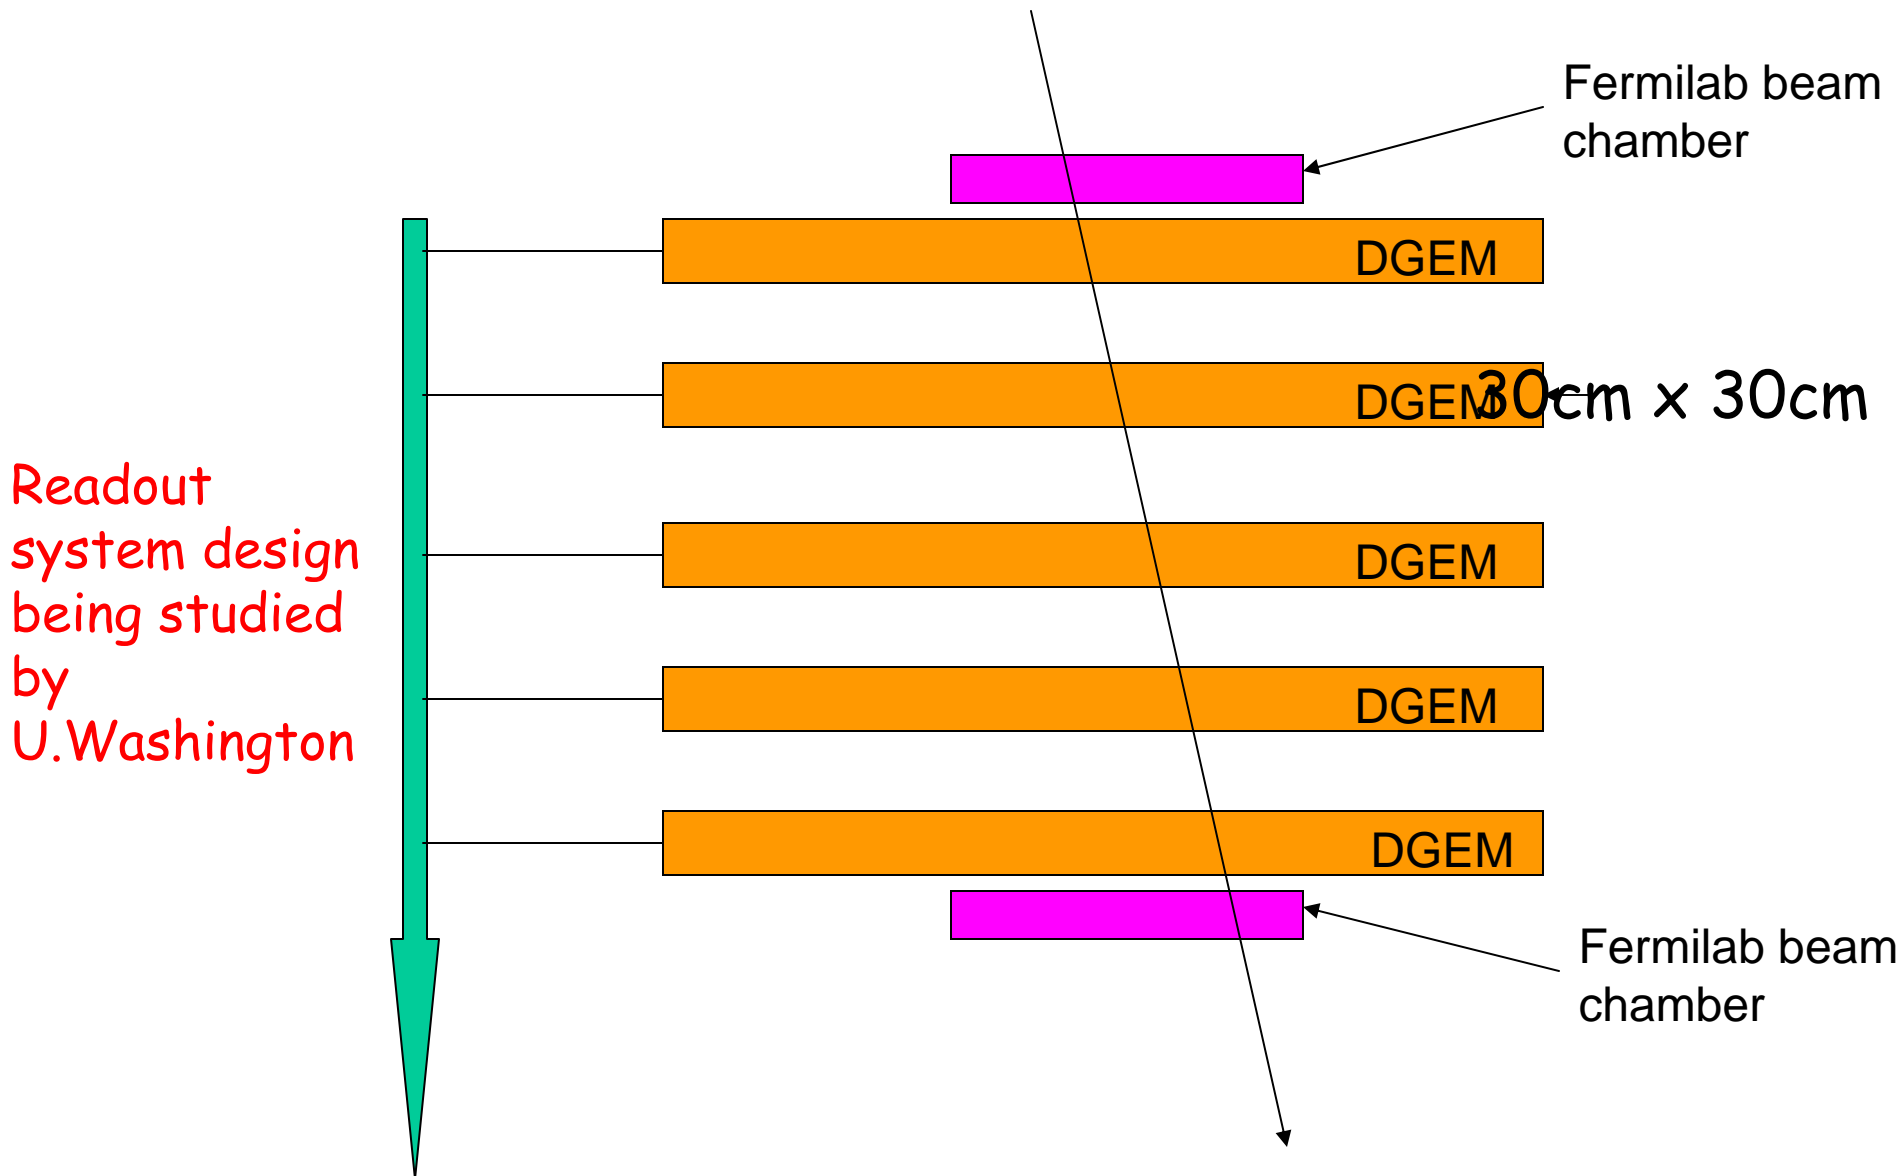 Fermilab beam
chamber
DGEM
DGEM
30cm x 30cm
Readout
system design
being studied
by
U.Washington
DGEM
DGEM
DGEM
Fermilab beam
chamber